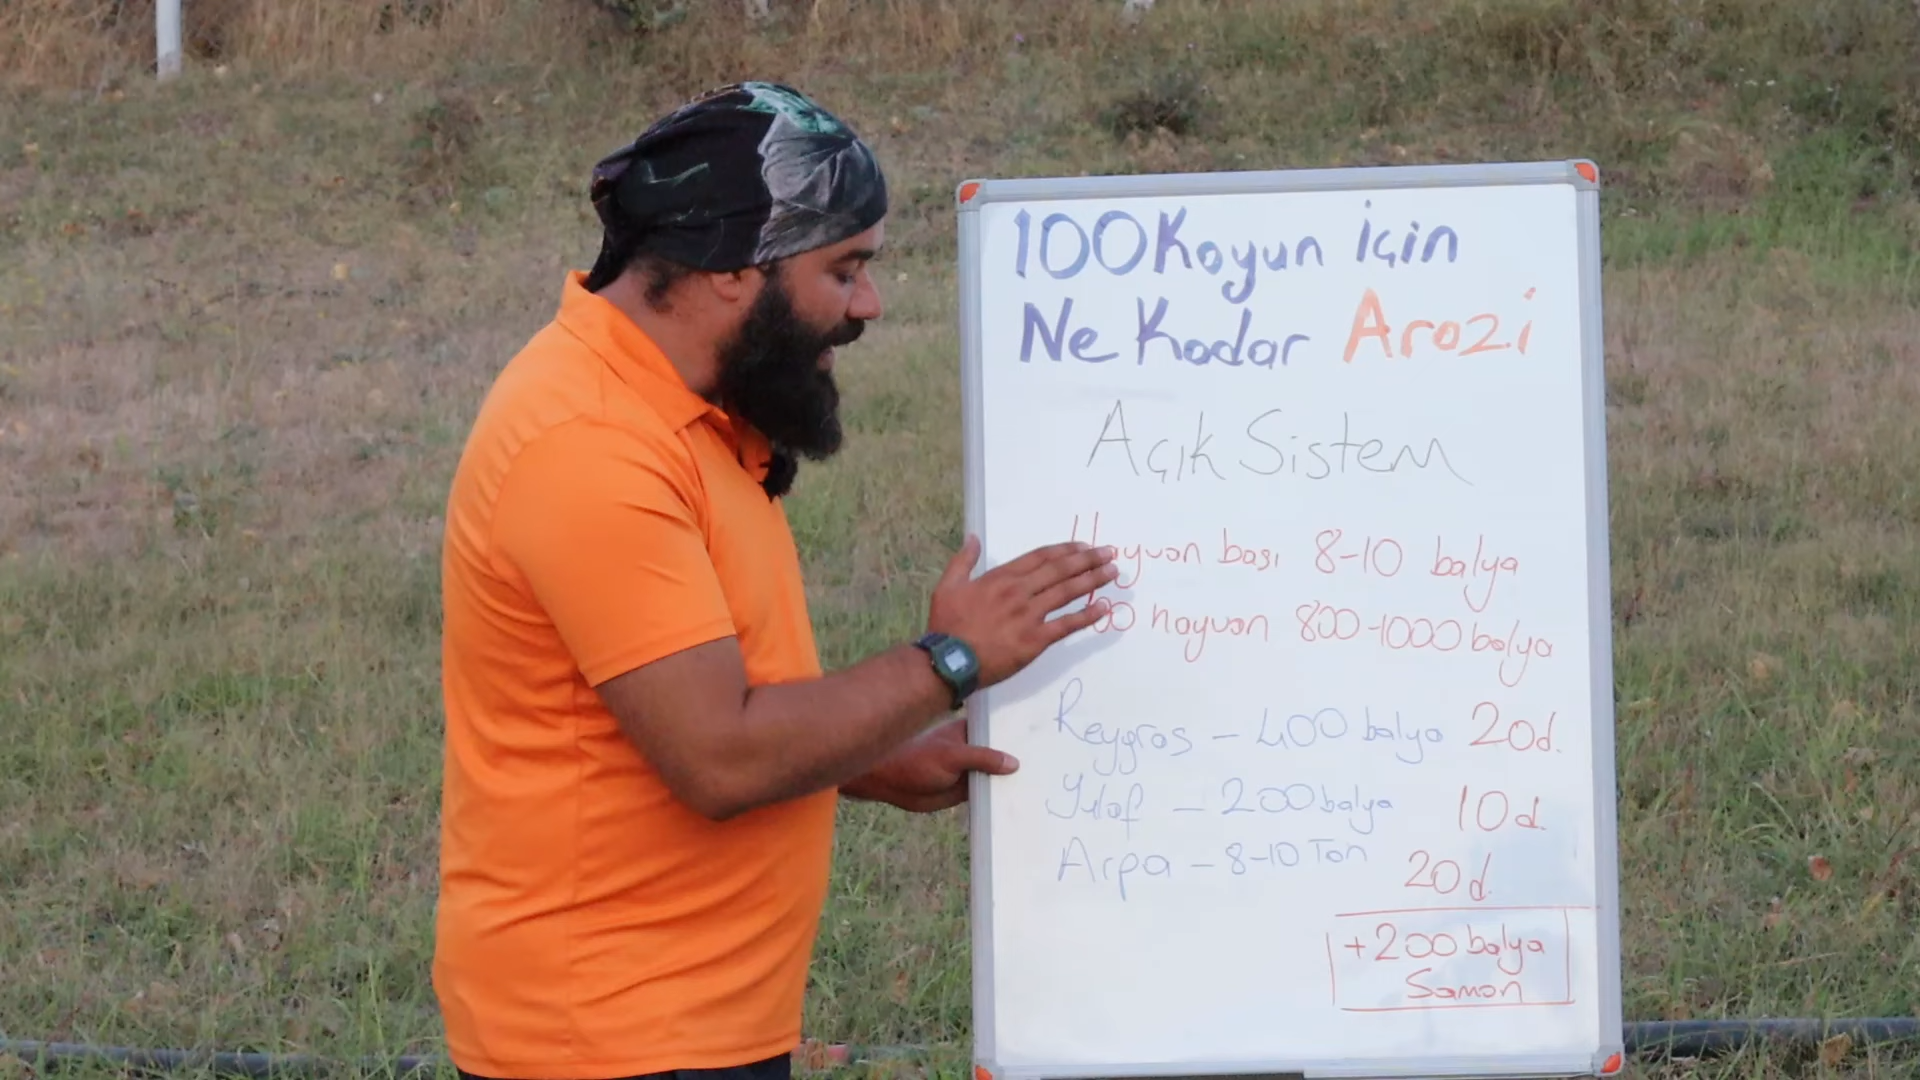 100 Koyun için
Ne Kadar Arazi
Açık Sistem
Hayvan başı 8-10 balya
100 hayvan 800-1000 balya
Reygras - 400 balya 20d.
Yulaf - 200 balya 10d.
Arpa - 8-10 Ton 20d.
+200 balya
Saman